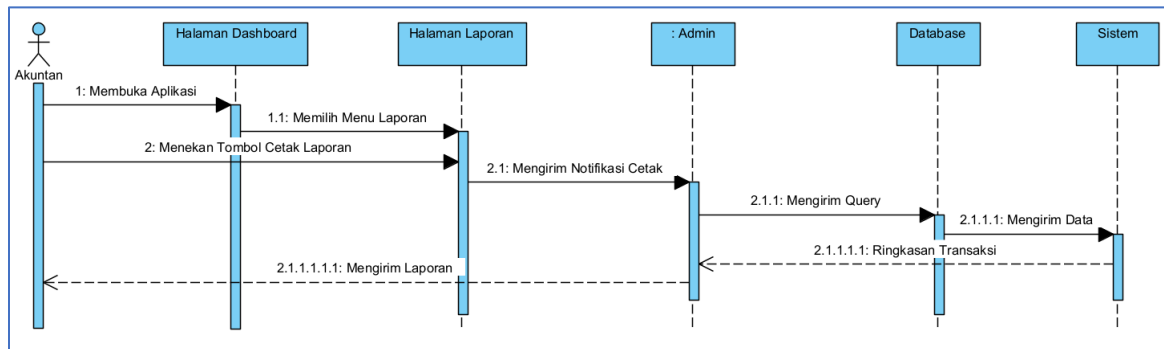 Halaman Dashboard
Halaman Laporan
: Admin
Database
Sistem
Akuntan
1: Membuka Aplikasi
1.1: Memilih Menu Laporan
2: Menekan Tombol Cetak Laporan
2.1: Mengirim Notifikasi Cetak
2.1.1: Mengirim Query
2.1.1.1: Mengirim Data
2.1.1.1.1: Ringkasan Transaksi
2.1.1.1.1.1: Mengirim Laporan